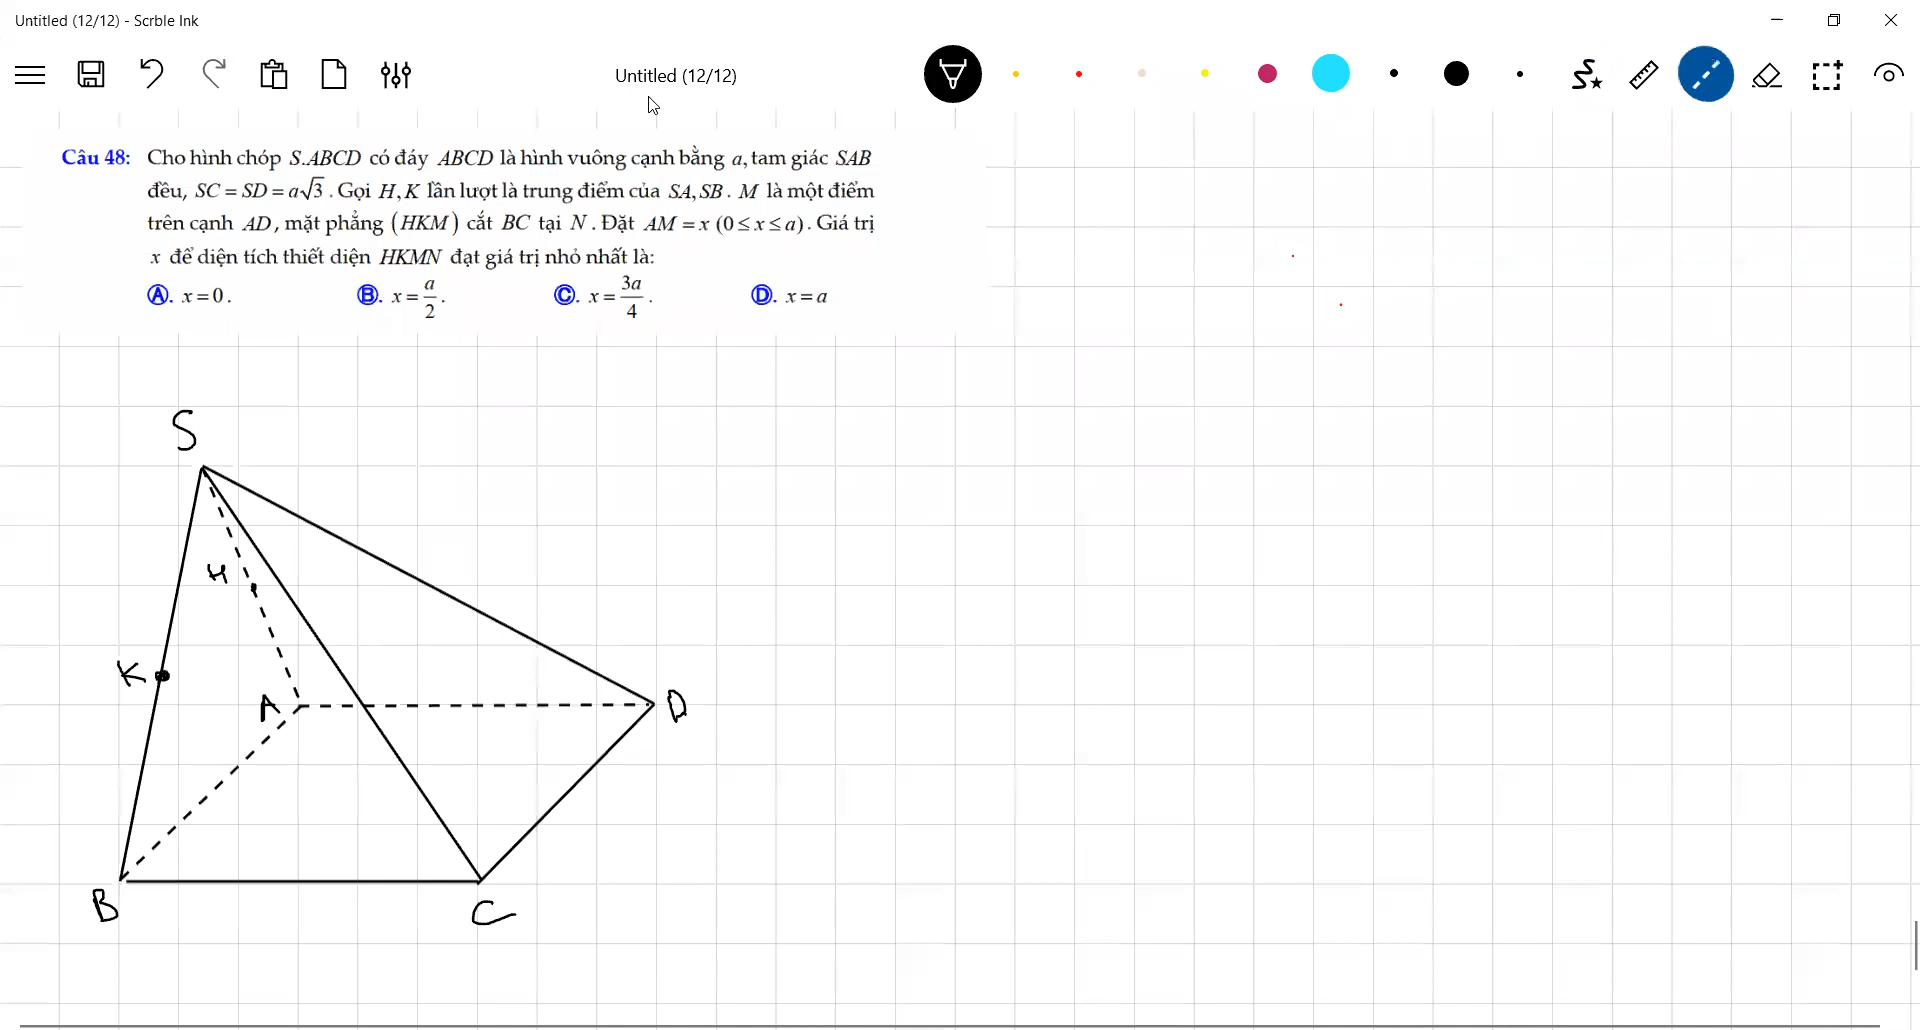 Untitled (12/12) - Scrble Ink
Untitled (12/12)
Câu 48: Cho hình chóp S.ABCD có đáy ABCD là hình vuông cạnh bằng a, tam giác SAB
đều, SC = SD = a√3. Gọi H, K lần lượt là trung điểm của SA, SB. M là một điểm
trên cạnh AD, mặt phẳng (HKM) cắt BC tại N. Đặt AM = x (0 ≤ x ≤ a). Giá trị
x để diện tích thiết diện HKMN đạt giá trị nhỏ nhất là:
Ⓐ. x = 0. Ⓑ. x = a/2. Ⓒ. x = 3a/4. Ⓓ. x = a
S
H
K
A
D
B
C